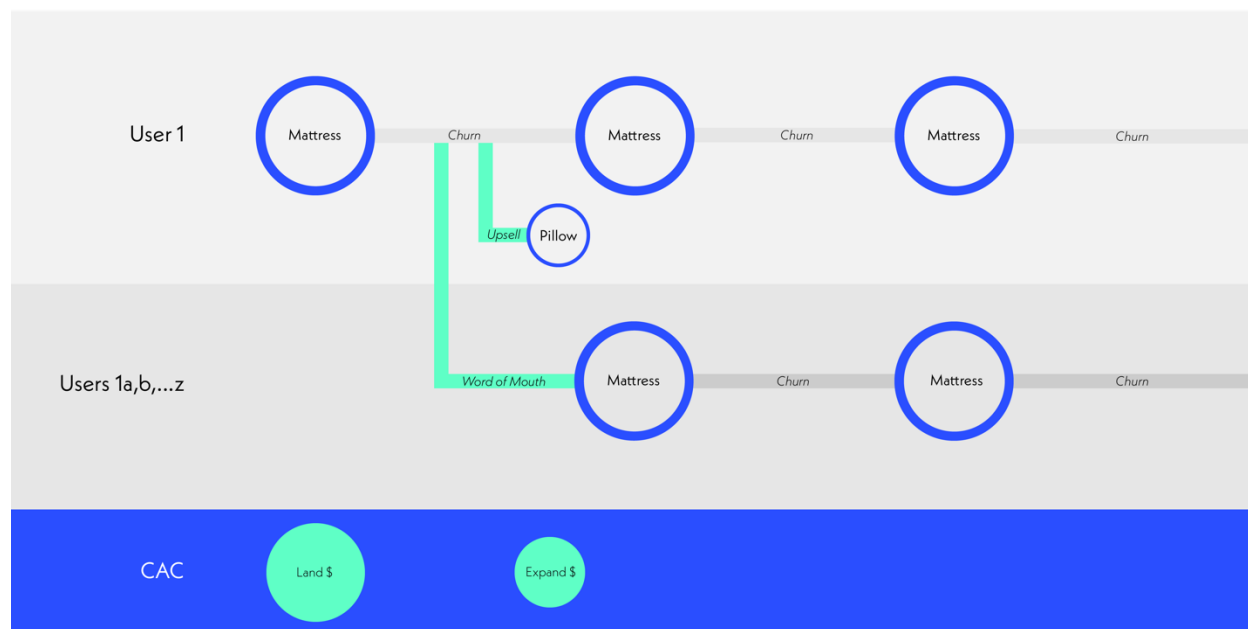 User 1
Mattress
Churn
Mattress
Churn
Mattress
Churn
Upsell
Pillow
Users 1a,b,...z
Word of Mouth
Mattress
Churn
Mattress
Churn
CAC
Land $
Expand $